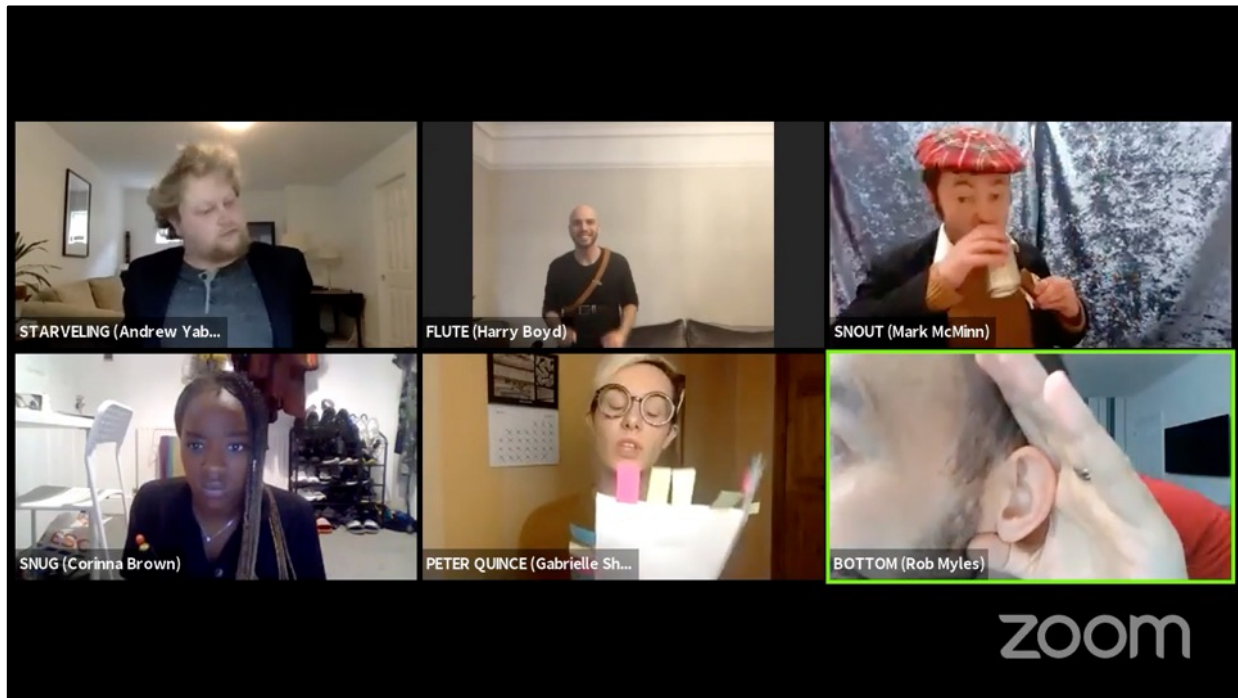 STARVELING (Andrew Yab...
FLUTE (Harry Boyd)
SNOUT (Mark McMinn)
SNUG (Corinna Brown)
PETER QUINCE (Gabrielle Sh...
BOTTOM (Rob Myles)
zoom